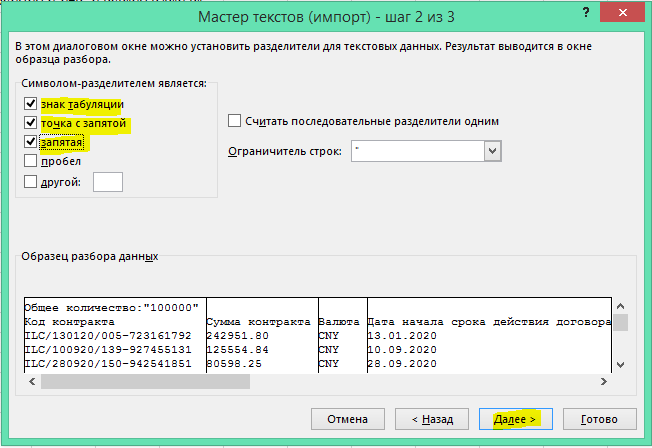 Мастер текстов (импорт) - шаг 2 из 3
В этом диалоговом окне можно установить разделители для текстовых данных. Результат выводится в окне
образца разбора.
Символом-разделителем является:
знак табуляции
точка с запятой
запятая
пробел
другой:
Считать последовательные разделители одним
Ограничитель строк: "
Образец разбора данных
Общее количество:"100000"
Код контракта Сумма контракта Валюта Дата начала срока действия договора
ILC/130120/005-723161792 242951.80 CNY 13.01.2020
ILC/100920/139-927455131 125554.84 CNY 10.09.2020
ILC/280920/150-942541851 80598.25 CNY 28.09.2020
Отмена < Назад Далее > Готово